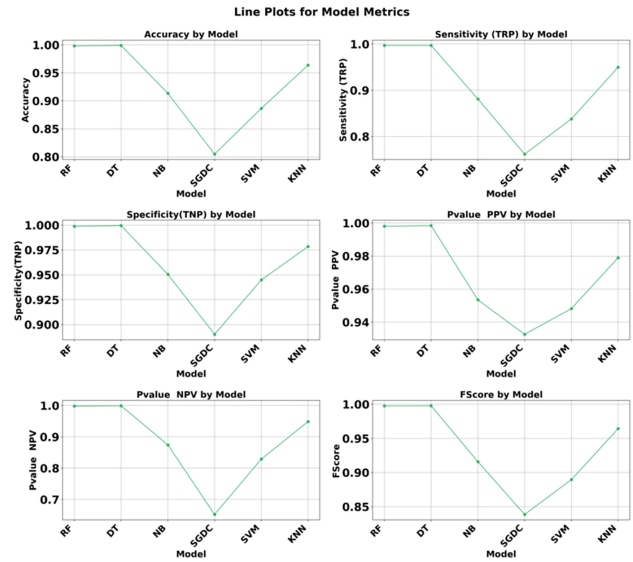 Line Plots for Model Metrics
Accuracy by Model
Accuracy
1.00
0.95
0.90
0.85
0.80
RF
DT
NB
SGDC
SVM
KNN
Model
Sensitivity (TRP) by Model
Sensitivity (TRP)
1.0
0.9
0.8
RF
DT
NB
SGDC
SVM
KNN
Model
Specificity(TNP) by Model
Specificity(TNP)
1.000
0.975
0.950
0.925
0.900
RF
DT
NB
SGDC
SVM
KNN
Model
Pvalue  PPV by Model
Pvalue  PPV
1.00
0.98
0.96
0.94
RF
DT
NB
SGDC
SVM
KNN
Model
Pvalue  NPV by Model
Pvalue  NPV
1.0
0.9
0.8
0.7
RF
DT
NB
SGDC
SVM
KNN
Model
FScore by Model
FScore
1.00
0.95
0.90
0.85
RF
DT
NB
SGDC
SVM
KNN
Model